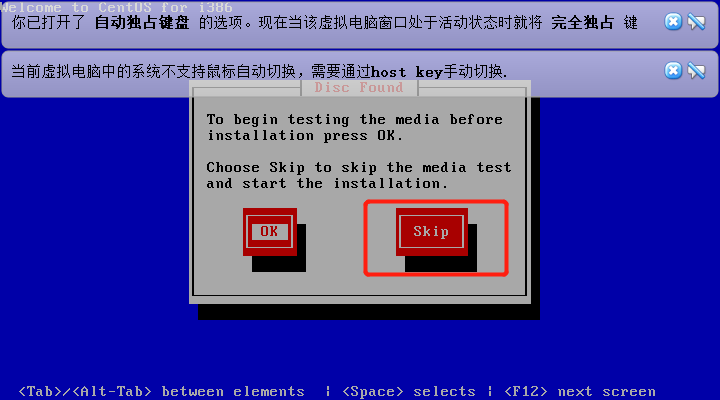 Welcome to CentOS for i386
你已打开了 自动独占键盘 的选项。现在当该虚拟电脑窗口处于活动状态时就将 完全独占 键
当前虚拟电脑中的系统不支持鼠标自动切换，需要通过host key手动切换.
Disc Found
To begin testing the media before
installation press OK.
Choose Skip to skip the media test
and start the installation.
OK Skip
<Tab>/<Alt-Tab> between elements | <Space> selects | <F12> next screen